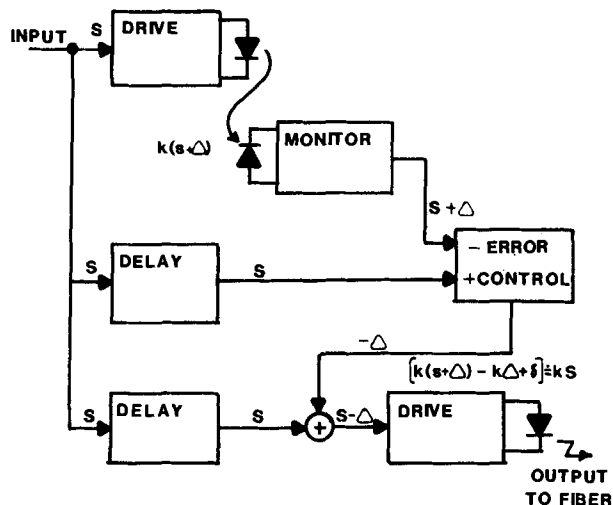 INPUT
S
DRIVE
k(s+△)
MONITOR
S+△
S
DELAY
S
- ERROR
+CONTROL
-△
[k(s+△) - k△+δ]≐kS
S
DELAY
S
+
S-△
DRIVE
OUTPUT
TO FIBER